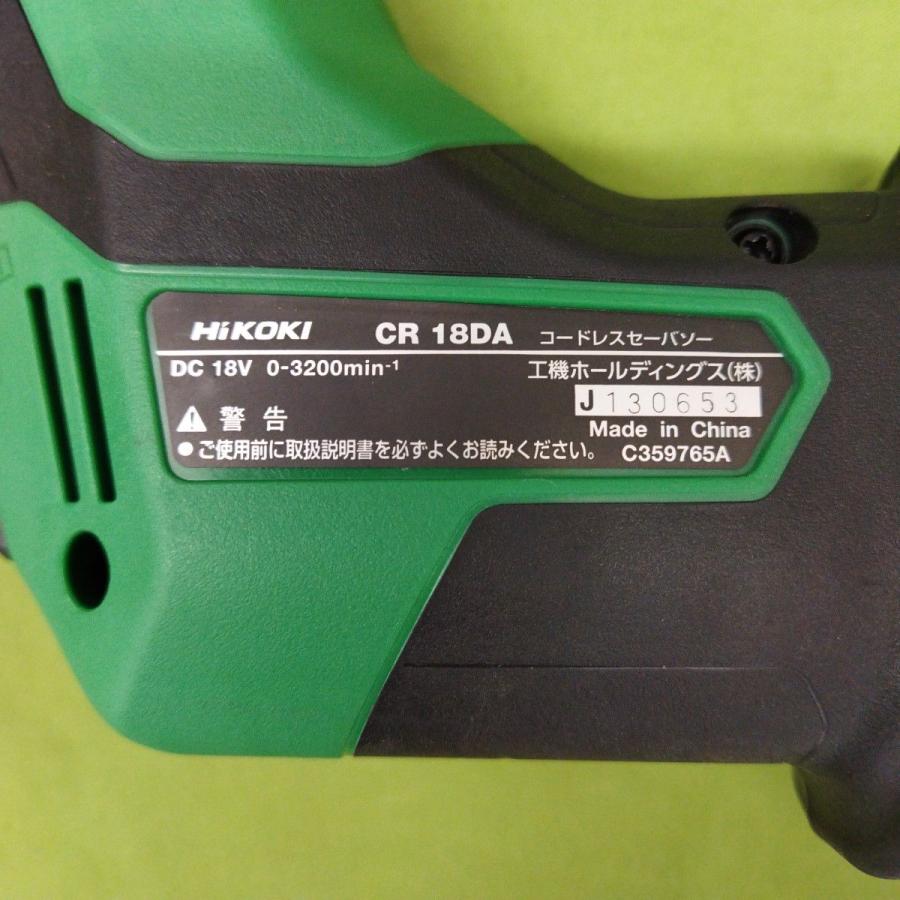 HiKOKI CR 18DA コードレスセーバソー
DC 18V 0-3200min-1 工機ホールディングス(株)
J130653
警告 Made in China
● ご使用前に取扱説明書を必ずよくお読みください。 C359765A